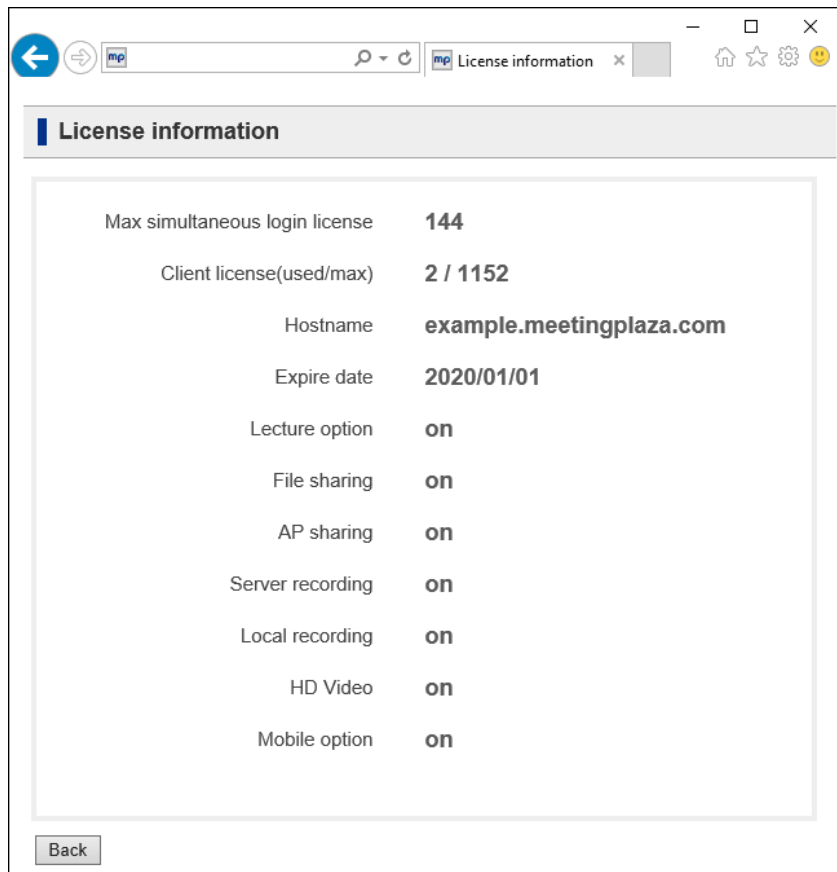 mp
mp License information
License information
Max simultaneous login license 144
Client license(used/max) 2 / 1152
Hostname example.meetingplaza.com
Expire date 2020/01/01
Lecture option on
File sharing on
AP sharing on
Server recording on
Local recording on
HD Video on
Mobile option on
Back